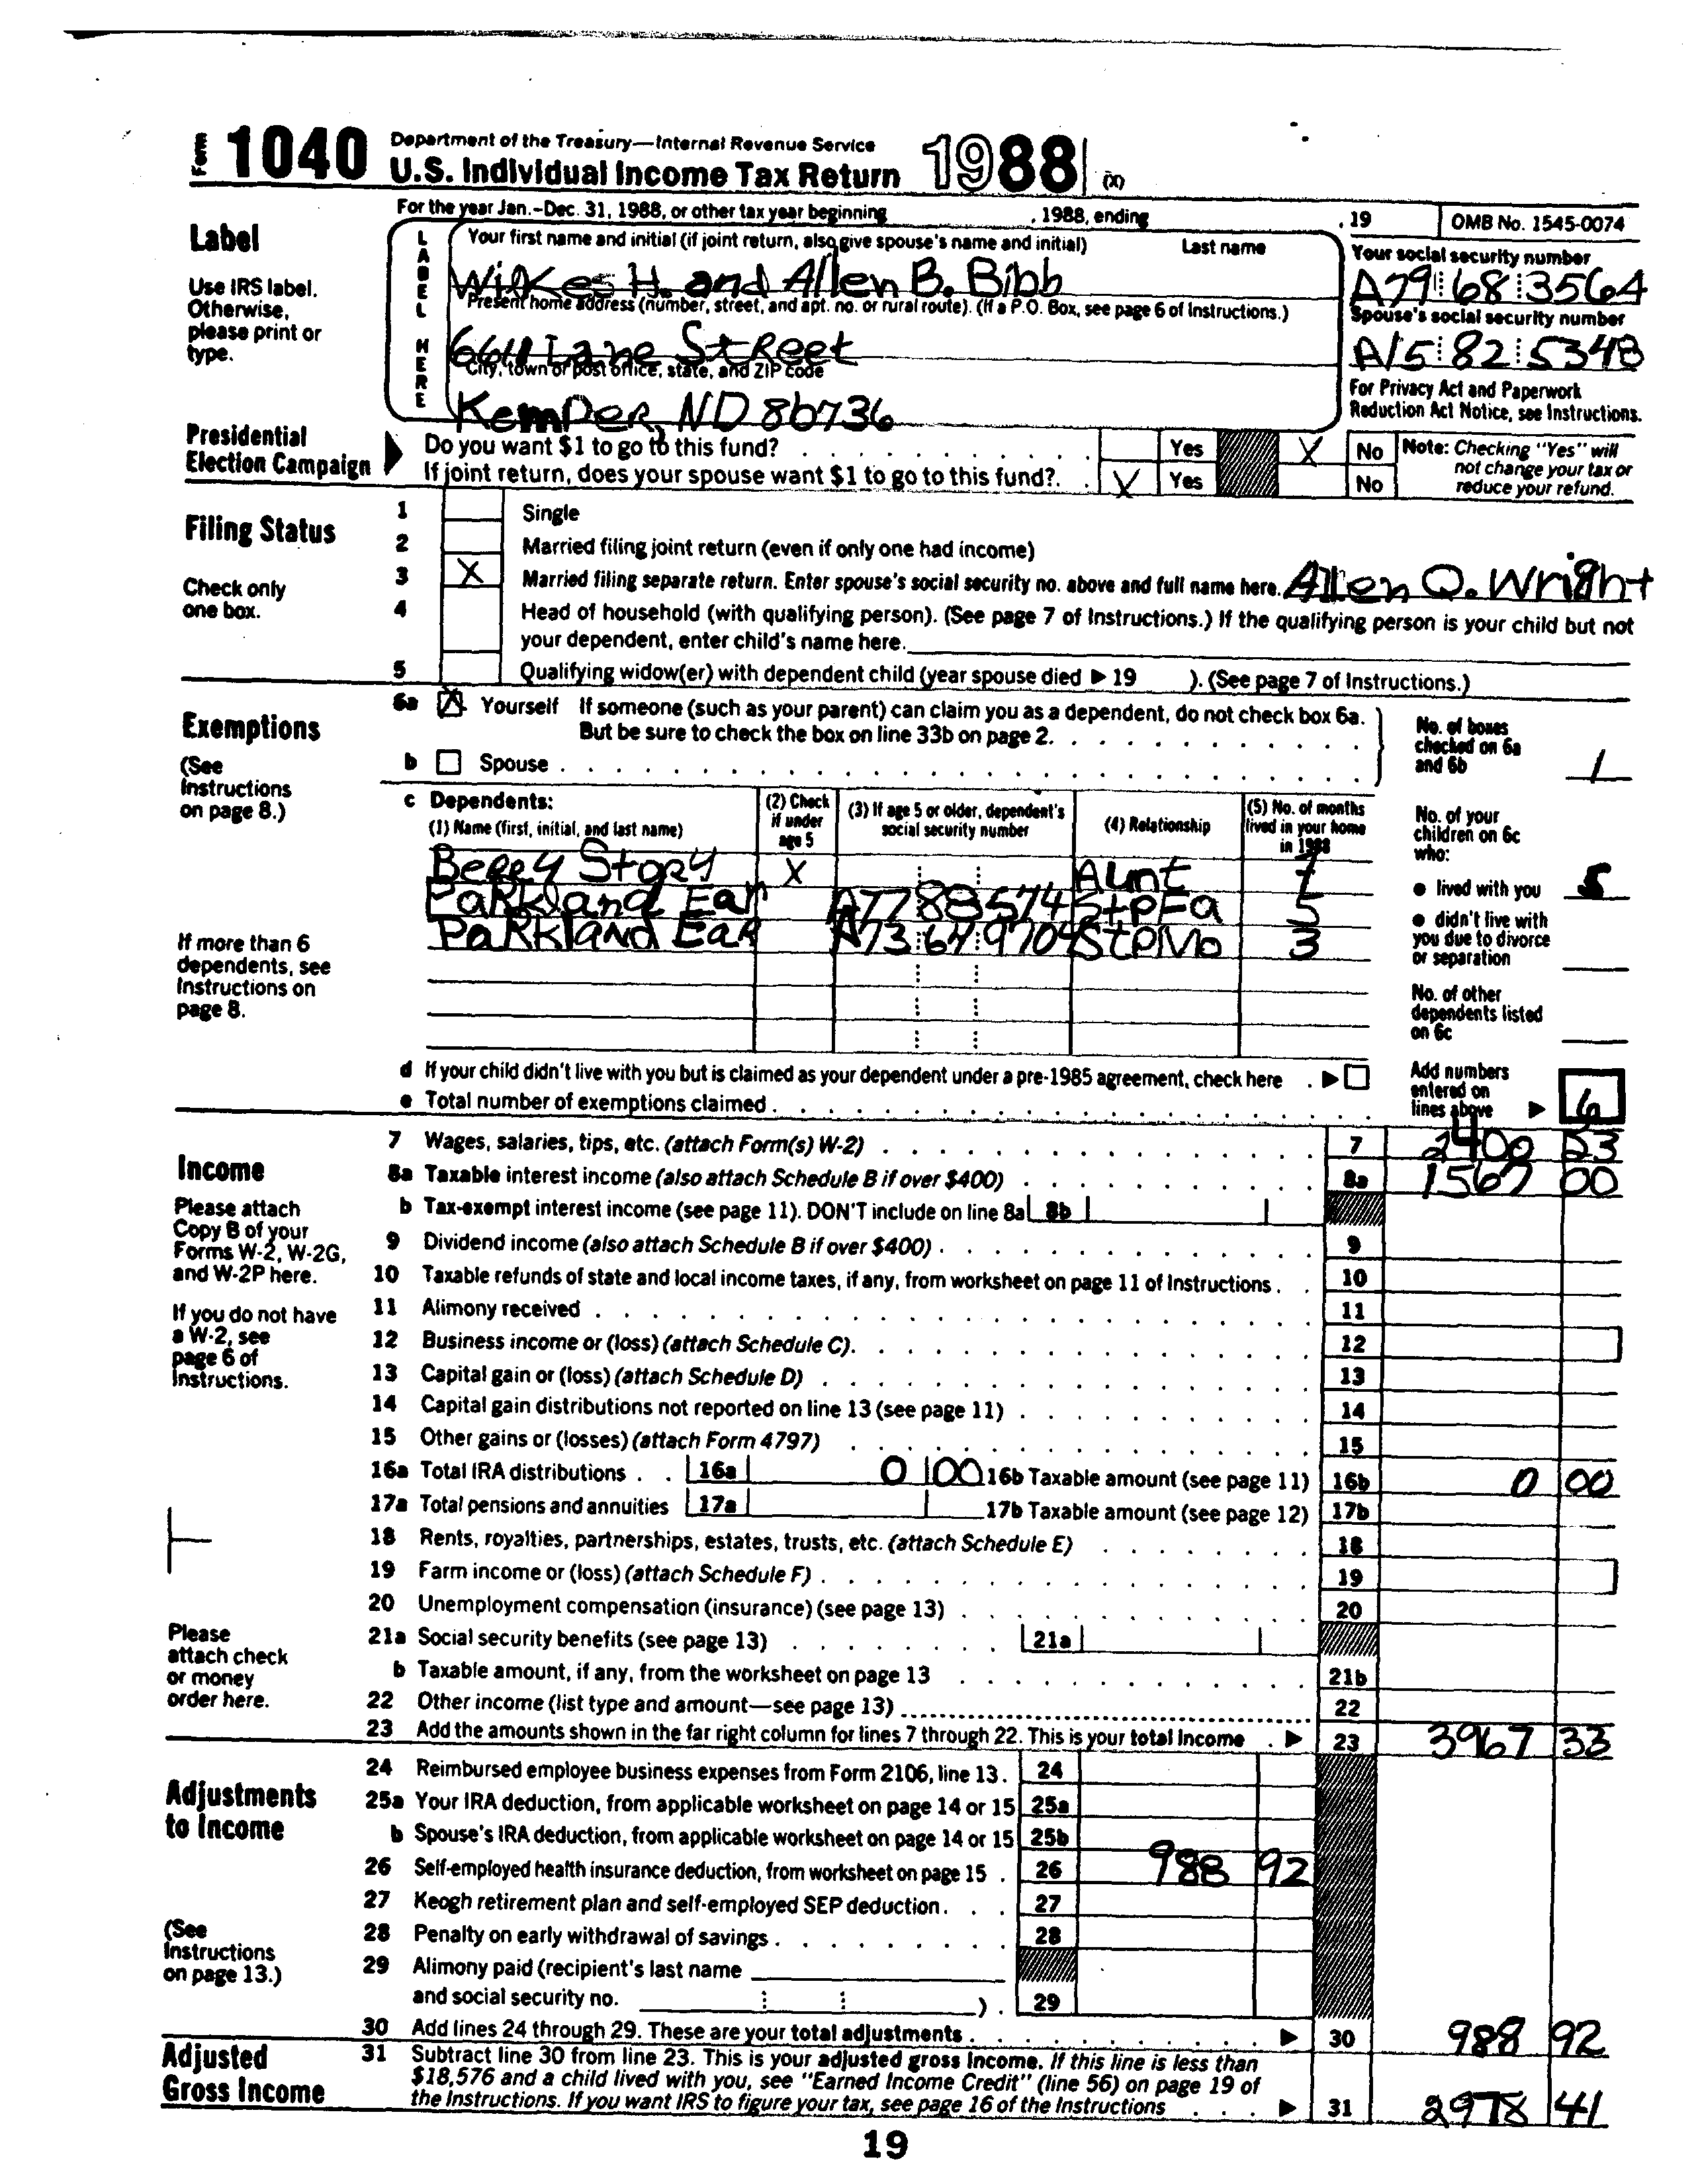 Form 1040 Department of the Treasury—Internal Revenue Service
U.S. Individual Income Tax Return 1988 (X)
For the year Jan.-Dec. 31, 1988, or other tax year beginning , 1988, ending , 19 OMB No. 1545-0074
Label
Use IRS label. Otherwise, please print or type.
LABEL HERE
Your first name and initial (if joint return, also give spouse's name and initial) Last name
Wilkes H. and Allen B. Bibb
Your social security number
A79 68 3564
Present home address (number, street, and apt. no. or rural route). (If a P.O. Box, see page 6 of Instructions.)
Lane Street
Spouse's social security number
A15 82 5348
City, town or post office, state, and ZIP code
Kemper, ND 86736
For Privacy Act and Paperwork Reduction Act Notice, see Instructions.
Presidential Election Campaign
Do you want $1 to go to this fund? Yes X No
If joint return, does your spouse want $1 to go to this fund? X Yes No
Note: Checking "Yes" will not change your tax or reduce your refund.
Filing Status
Check only one box.
1 Single
2 Married filing joint return (even if only one had income)
3 X Married filing separate return. Enter spouse's social security no. above and full name here. Allen Q. Wright
4 Head of household (with qualifying person). (See page 7 of Instructions.) If the qualifying person is your child but not
your dependent, enter child's name here.
5 Qualifying widow(er) with dependent child (year spouse died ▶ 19 ). (See page 7 of Instructions.)
Exemptions
(See Instructions on page 8.)
6a X Yourself If someone (such as your parent) can claim you as a dependent, do not check box 6a.
But be sure to check the box on line 33b on page 2.
b Spouse
No. of boxes checked on 6a and 6b 1
c Dependents:
(1) Name (first, initial, and last name) (2) Check if under age 5 (3) If age 5 or older, dependent's social security number (4) Relationship (5) No. of months lived in your home in 1988
Story X Aunt
Parkland Ear A77 88 574 StpFa 5
Parkland Ear A73 67 9704 StpMo 3
No. of your children on 6c who:
● lived with you 5
● didn't live with you due to divorce or separation
No. of other dependents listed on 6c
If more than 6 dependents, see Instructions on page 8.
d If your child didn't live with you but is claimed as your dependent under a pre-1985 agreement, check here ▶
e Total number of exemptions claimed
Add numbers entered on lines above ▶ 6
Income
Please attach Copy B of your Forms W-2, W-2G, and W-2P here.
If you do not have a W-2, see page 6 of Instructions.
Please attach check or money order here.
7 Wages, salaries, tips, etc. (attach Form(s) W-2) 7 2400 23
8a Taxable interest income (also attach Schedule B if over $400) 8a 1567 00
b Tax-exempt interest income (see page 11). DON'T include on line 8a 8b
9 Dividend income (also attach Schedule B if over $400) 9
10 Taxable refunds of state and local income taxes, if any, from worksheet on page 11 of Instructions 10
11 Alimony received 11
12 Business income or (loss) (attach Schedule C) 12
13 Capital gain or (loss) (attach Schedule D) 13
14 Capital gain distributions not reported on line 13 (see page 11) 14
15 Other gains or (losses) (attach Form 4797) 15
16a Total IRA distributions 16a 0 00 16b Taxable amount (see page 11) 16b 0 00
17a Total pensions and annuities 17a 17b Taxable amount (see page 12) 17b
18 Rents, royalties, partnerships, estates, trusts, etc. (attach Schedule E) 18
19 Farm income or (loss) (attach Schedule F) 19
20 Unemployment compensation (insurance) (see page 13) 20
21a Social security benefits (see page 13) 21a
b Taxable amount, if any, from the worksheet on page 13 21b
22 Other income (list type and amount—see page 13) 22
23 Add the amounts shown in the far right column for lines 7 through 22. This is your total income ▶ 23 3967 33
Adjustments to Income
(See Instructions on page 13.)
24 Reimbursed employee business expenses from Form 2106, line 13. 24
25a Your IRA deduction, from applicable worksheet on page 14 or 15 25a
b Spouse's IRA deduction, from applicable worksheet on page 14 or 15 25b
26 Self-employed health insurance deduction, from worksheet on page 15 26 988 92
27 Keogh retirement plan and self-employed SEP deduction 27
28 Penalty on early withdrawal of savings 28
29 Alimony paid (recipient's last name
and social security no. ) 29
30 Add lines 24 through 29. These are your total adjustments ▶ 30 988 92
Adjusted Gross Income
31 Subtract line 30 from line 23. This is your adjusted gross income. If this line is less than
$18,576 and a child lived with you, see "Earned Income Credit" (line 56) on page 19 of
the Instructions. If you want IRS to figure your tax, see page 16 of the Instructions ▶ 31 2978 41
19